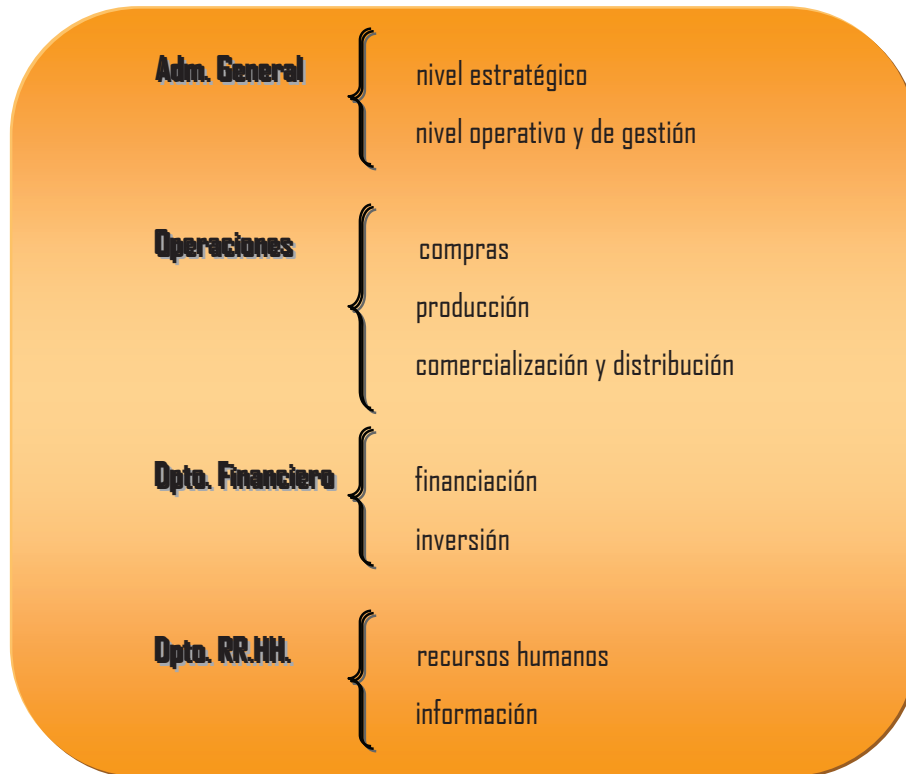 Adm. General
nivel estratégico
nivel operativo y de gestión
Operaciones
compras
producción
comercialización y distribución
Dpto. Financiero
financiación
inversión
Dpto. RR.HH.
recursos humanos
información